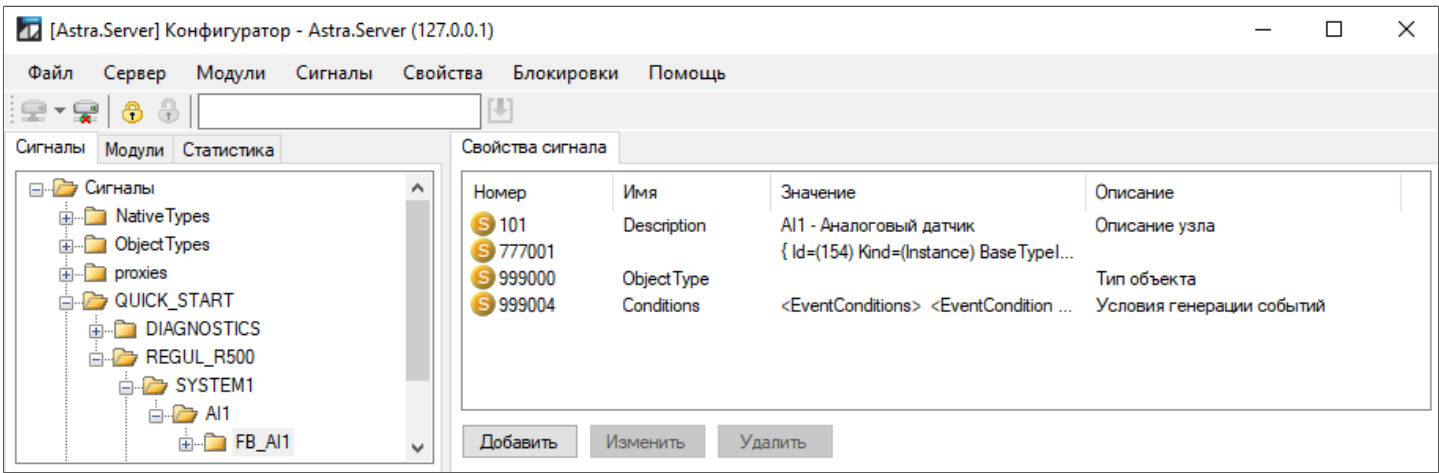 [Astra.Server] Конфигуратор - Astra.Server (127.0.0.1)
Файл Сервер Модули Сигналы Свойства Блокировки Помощь
Сигналы Модули Статистика
Сигналы
NativeTypes
ObjectTypes
proxies
QUICK_START
DIAGNOSTICS
REGUL_R500
SYSTEM1
AI1
FB_AI1
Свойства сигнала
Номер Имя Значение Описание
S 101 Description AI1 - Аналоговый датчик Описание узла
S 777001 { Id=(154) Kind=(Instance) BaseTypeI...
S 999000 ObjectType Тип объекта
S 999004 Conditions <EventConditions> <EventCondition ... Условия генерации событий
Добавить Изменить Удалить